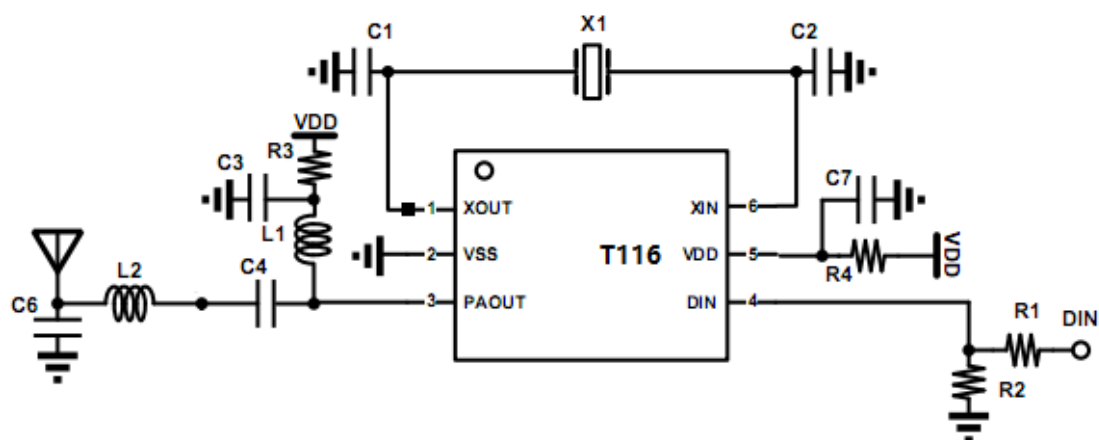 C1
X1
C2
VDD
R3
C3
L1
C7
1 XOUT
XIN 6
2 VSS
T116
VDD 5
R4
VDD
L2
C4
C6
3 PAOUT
DIN 4
R1
DIN
R2